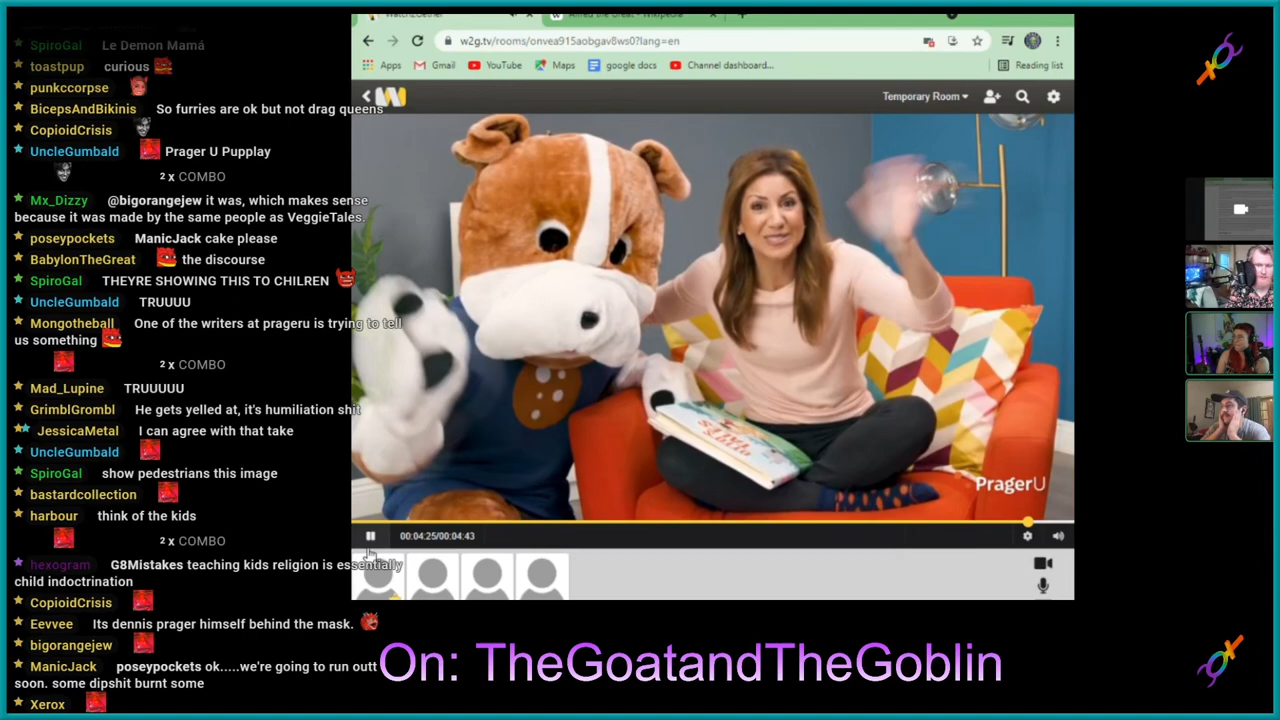 SpiroGal Le Demon Mamá
toastpup curious
punkccorpse
BicepsAndBikinis So furries are ok but not drag queens
CopioidCrisis
UncleGumbald Prager U Pupplay
2 x COMBO
Mx_Dizzy @bigorangejew it was, which makes sense
because it was made by the same people as VeggieTales.
poseypockets ManicJack cake please
BabylonTheGreat the discourse
SpiroGal THEYRE SHOWING THIS TO CHILREN
UncleGumbald TRUUUU
Mongotheball One of the writers at prageru is trying to tell
us something
2 x COMBO
Mad_Lupine TRUUUUU
GrimblGrombl He gets yelled at, it's humiliation shit
JessicaMetal I can agree with that take
UncleGumbald
SpiroGal show pedestrians this image
bastardcollection
harbour think of the kids
2 x COMBO
hexogram G8Mistakes teaching kids religion is essentially
child indoctrination
CopioidCrisis
Eevvee Its dennis prager himself behind the mask.
bigorangejew
ManicJack poseypockets ok.....we're going to run outt
soon. some dipshit burnt some
Xerox
Watch2Gether
Alfred the Great - Wikipedia
w2g.tv/rooms/onvea915aobgav8ws0?lang=en
Apps Gmail YouTube Maps google docs Channel dashboard... Reading list
Temporary Room
PragerU
00:04:25/00:04:43
On: TheGoatandTheGoblin